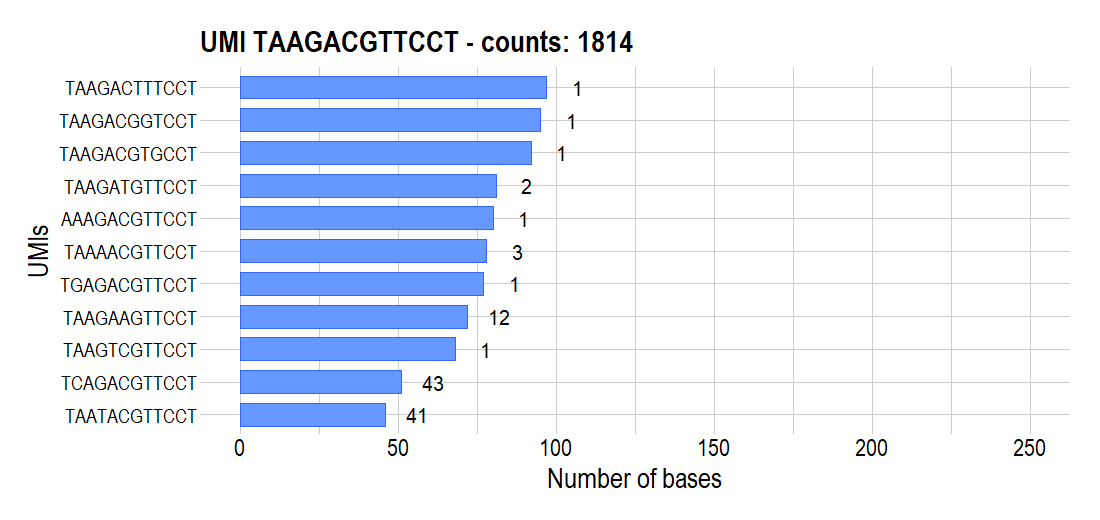 UMI TAAGACGTTCCT - counts: 1814
TAAGACTTTCCT 1
TAAGACGGTCCT 1
TAAGACGTGCCT 1
TAAGATGTTCCT 2
AAAGACGTTCCT 1
TAAAACGTTCCT 3
TGAGACGTTCCT 1
TAAGAAGTTCCT 12
TAAGTCGTTCCT 1
TCAGACGTTCCT 43
TAATACGTTCCT 41
UMIs
0 50 100 150 200 250
Number of bases